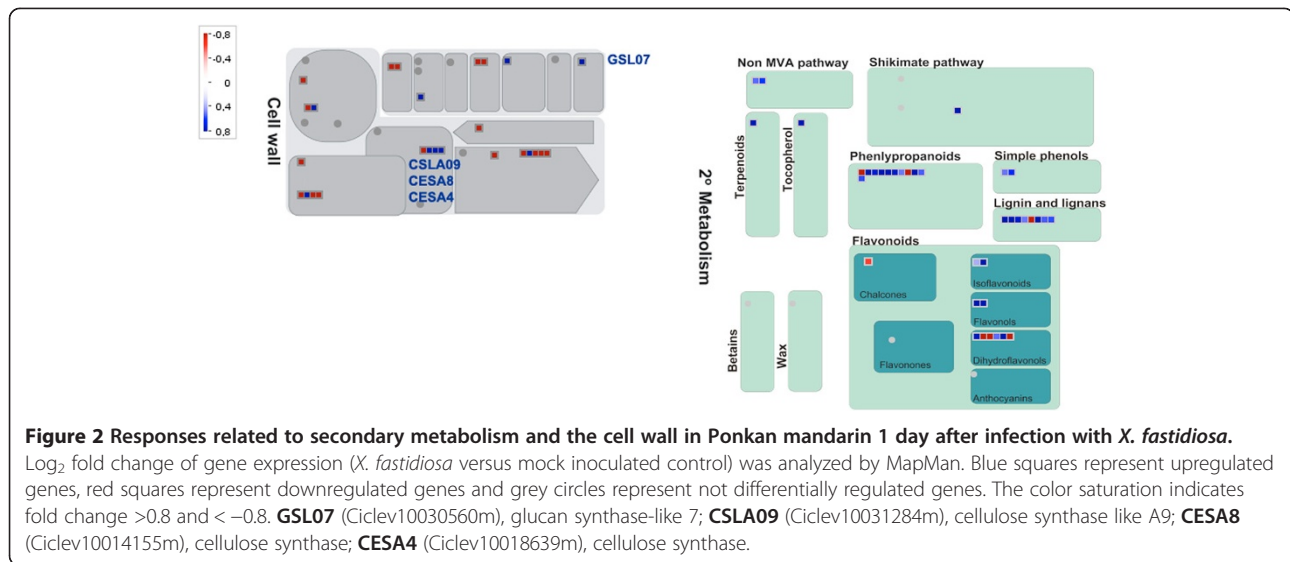 -0,8
-0,4
0
0,4
0,8
Cell wall
GSL07
CSLA09
CESA8
CESA4
2º Metabolism
Non MVA pathway
Shikimate pathway
Terpenoids
Tocopherol
Phenlypropanoids
Simple phenols
Lignin and lignans
Flavonoids
Chalcones
Isoflavonoids
Flavonols
Flavonones
Dihydroflavonols
Anthocyanins
Betains
Wax
Figure 2 Responses related to secondary metabolism and the cell wall in Ponkan mandarin 1 day after infection with X. fastidiosa.
Log₂ fold change of gene expression (X. fastidiosa versus mock inoculated control) was analyzed by MapMan. Blue squares represent upregulated
genes, red squares represent downregulated genes and grey circles represent not differentially regulated genes. The color saturation indicates
fold change >0.8 and < −0.8. GSL07 (Ciclev10030560m), glucan synthase-like 7; CSLA09 (Ciclev10031284m), cellulose synthase like A9; CESA8
(Ciclev10014155m), cellulose synthase; CESA4 (Ciclev10018639m), cellulose synthase.